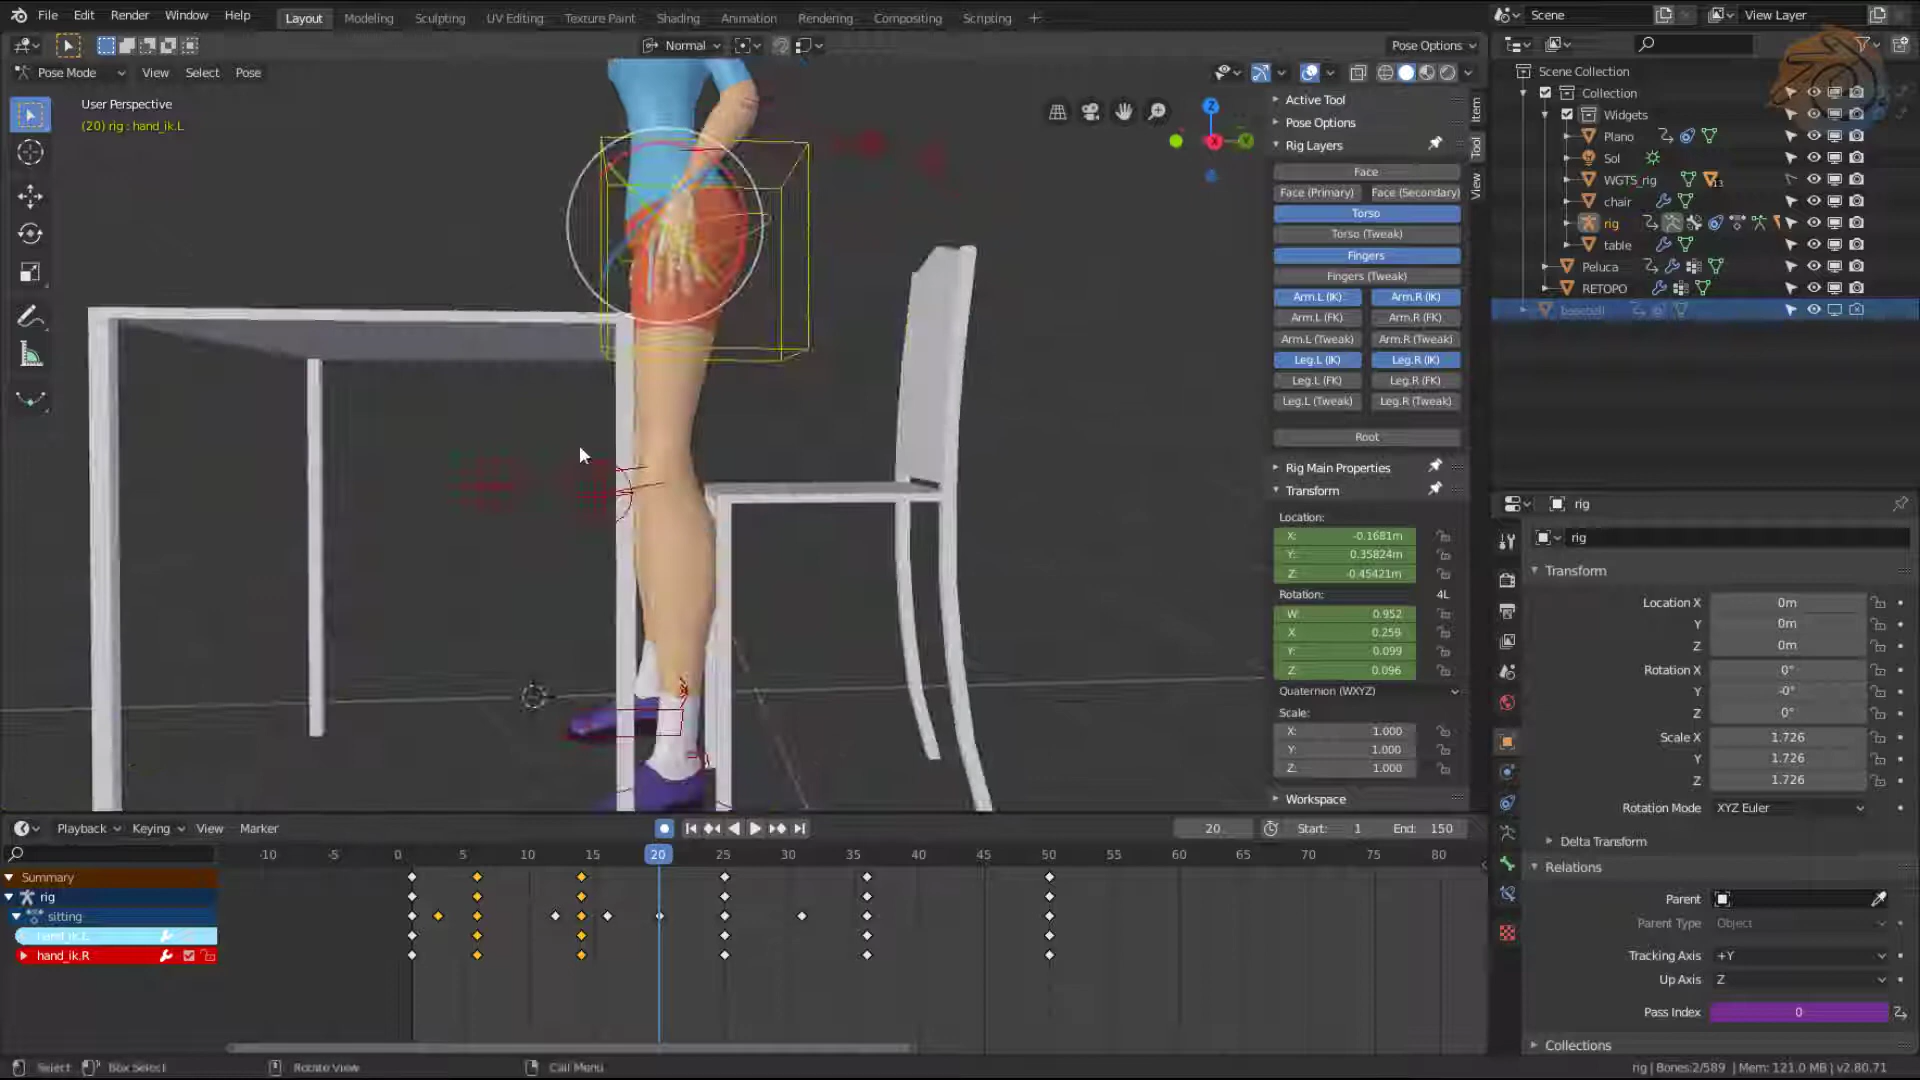 File Edit Render Window Help
Layout Modeling Sculpting UV Editing Texture Paint Shading Animation Rendering Compositing Scripting +
Scene
View Layer
Normal
Pose Options
Pose Mode View Select Pose
User Perspective
(20) rig : hand_ik.L
Z
X
Active Tool
Pose Options
Rig Layers
Face
Face (Primary) Face (Secondary)
Torso
Torso (Tweak)
Fingers
Fingers (Tweak)
Arm.L (IK) Arm.R (IK)
Arm.L (FK) Arm.R (FK)
Arm.L (Tweak) Arm.R (Tweak)
Leg.L (IK) Leg.R (IK)
Leg.L (FK) Leg.R (FK)
Leg.L (Tweak) Leg.R (Tweak)
Root
Rig Main Properties
Transform
Location:
X: -0.1681m
Y: 0.35824m
Z: -0.45421m
Rotation: 4L
W: 0.952
X 0.259
Y: 0.099
Z: 0.096
Quaternion (WXYZ)
Scale:
X: 1.000
Y: 1.000
Z: 1.000
Workspace
Item
Tool
View
Scene Collection
Collection
Widgets
Plano
Sol
WGTS_rig 13
chair
rig
table
Peluca
RETOPO
baseball
rig
rig
Transform
Location X 0m
Y 0m
Z 0m
Rotation X 0°
Y -0°
Z 0°
Scale X 1.726
Y 1.726
Z 1.726
Rotation Mode XYZ Euler
Delta Transform
Relations
Parent
Parent Type Object
Tracking Axis +Y
Up Axis Z
Pass Index 0
Collections
Playback Keying View Marker
20 Start: 1 End: 150
-10 -5 0 5 10 15 20 25 30 35 40 45 50 55 60 65 70 75 80
Summary
rig
sitting
hand_ik.L
hand_ik.R
Select Box Select Rotate View Call Menu
rig | Bones:2/589 | Mem: 121.0 MB | v2.80.71